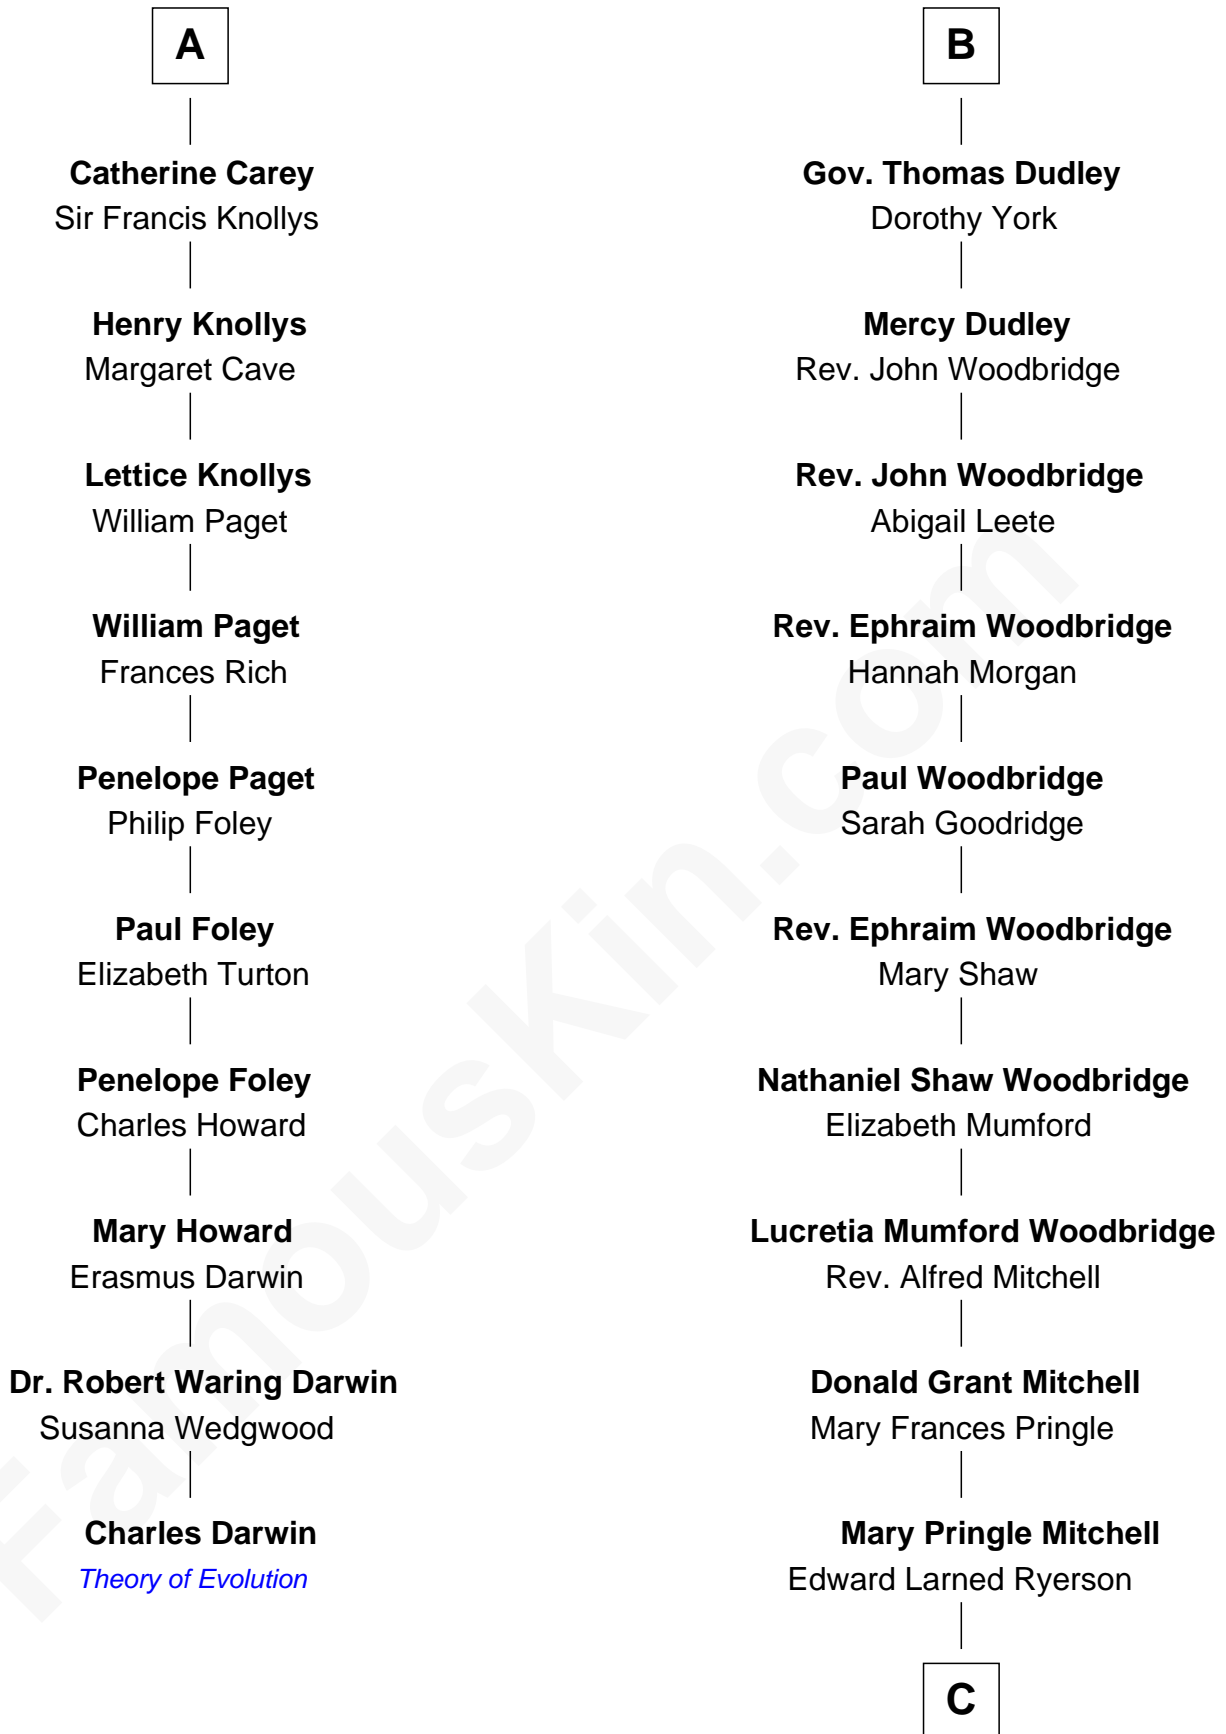 A
Catherine Carey
Sir Francis Knollys
Henry Knollys
Margaret Cave
Lettice Knollys
William Paget
William Paget
Frances Rich
Penelope Paget
Philip Foley
Paul Foley
Elizabeth Turton
Penelope Foley
Charles Howard
Mary Howard
Erasmus Darwin
Dr. Robert Waring Darwin
Susanna Wedgwood
Charles Darwin
Theory of Evolution
B
Gov. Thomas Dudley
Dorothy York
Mercy Dudley
Rev. John Woodbridge
Rev. John Woodbridge
Abigail Leete
Rev. Ephraim Woodbridge
Hannah Morgan
Paul Woodbridge
Sarah Goodridge
Rev. Ephraim Woodbridge
Mary Shaw
Nathaniel Shaw Woodbridge
Elizabeth Mumford
Lucretia Mumford Woodbridge
Rev. Alfred Mitchell
Donald Grant Mitchell
Mary Frances Pringle
Mary Pringle Mitchell
Edward Larned Ryerson
C
FamousKin.com